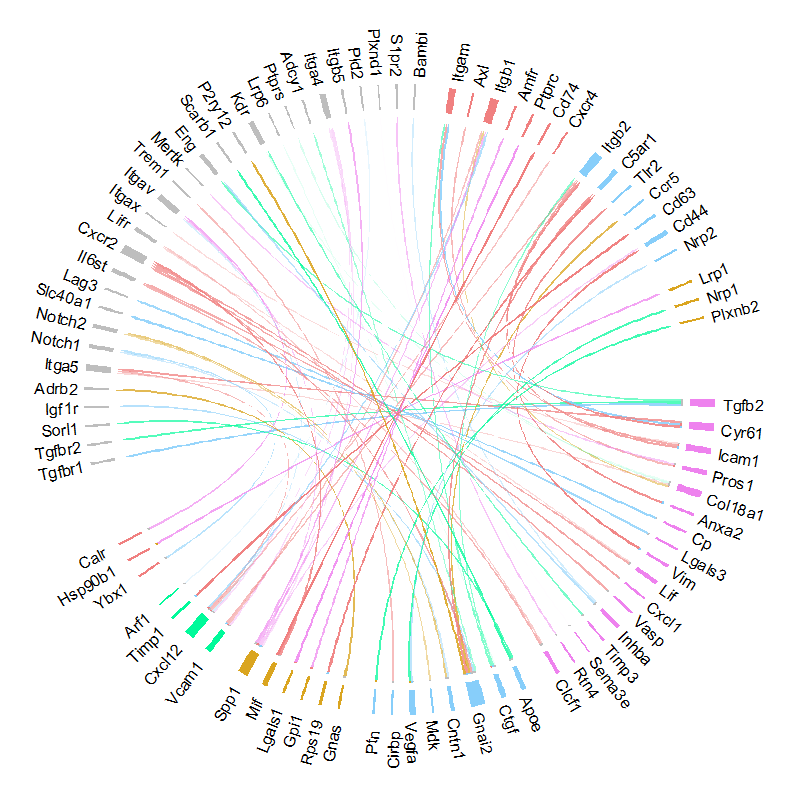 Itgam
Axl
Itgb1
Amfr
Ptprc
Cd74
Cxcr4
Itgb2
C5ar1
Tlr2
Ccr5
Cd63
Cd44
Nrp2
Lrp1
Nrp1
Plxnb2
Tgfb2
Cyr61
Icam1
Pros1
Col18a1
Anxa2
Cp
Lgals3
Vim
Lif
Cxcl1
Vasp
Inhba
Timp3
Sema3e
Rtn4
Clcf1
Apoe
Ctgf
Gnai2
Cntn1
Mdk
Vegfa
Cirbp
Ptn
Gnas
Rps19
Gpi1
Lgals1
Mif
Spp1
Vcam1
Cxcl12
Timp1
Arf1
Ybx1
Hsp90b1
Calr
Tgfbr1
Tgfbr2
Sorl1
Igf1r
Adrb2
Itga5
Notch1
Notch2
Slc40a1
Lag3
Il6st
Cxcr2
Lifr
Itgax
Itgav
Trem1
Mertk
Eng
Scarb1
P2ry12
Kdr
Lrp6
Ptprs
Adcy1
Itga4
Itgb5
Pld2
Plxnd1
S1pr2
Bambi